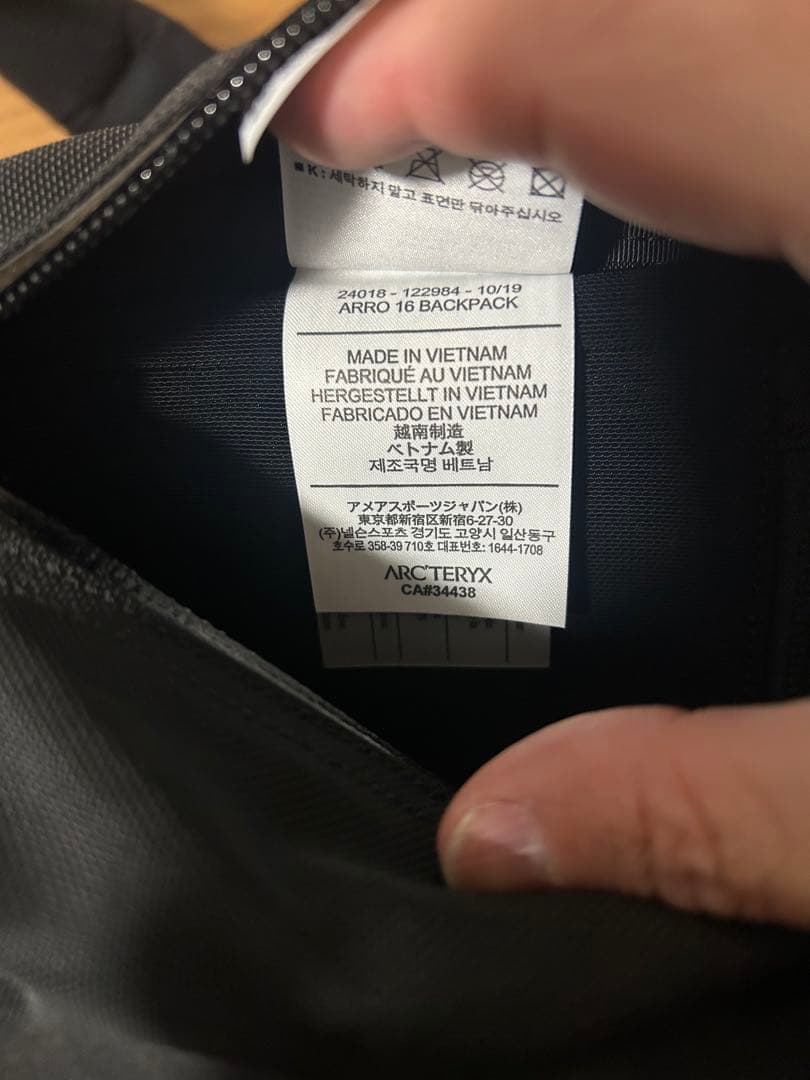 ■K : 세탁하지 말고 표면만 닦아주십시오
24018 - 122984 - 10/19
ARRO 16 BACKPACK
MADE IN VIETNAM
FABRIQUÉ AU VIETNAM
HERGESTELLT IN VIETNAM
FABRICADO EN VIETNAM
越南制造
ベトナム製
제조국명 베트남
アメアスポーツジャパン(株)
東京都新宿区新宿6-27-30
(주)넬슨스포츠 경기도 고양시 일산동구
호수로 358-39 710호 대표번호: 1644-1708
ARC'TERYX
CA#34438